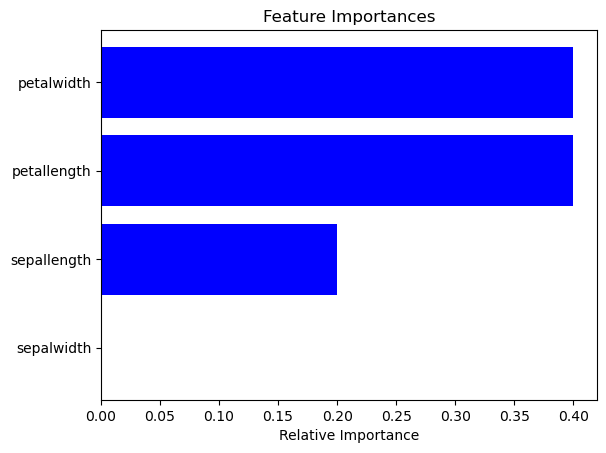 Feature Importances
petalwidth
petallength
sepallength
sepalwidth
0.00 0.05 0.10 0.15 0.20 0.25 0.30 0.35 0.40
Relative Importance